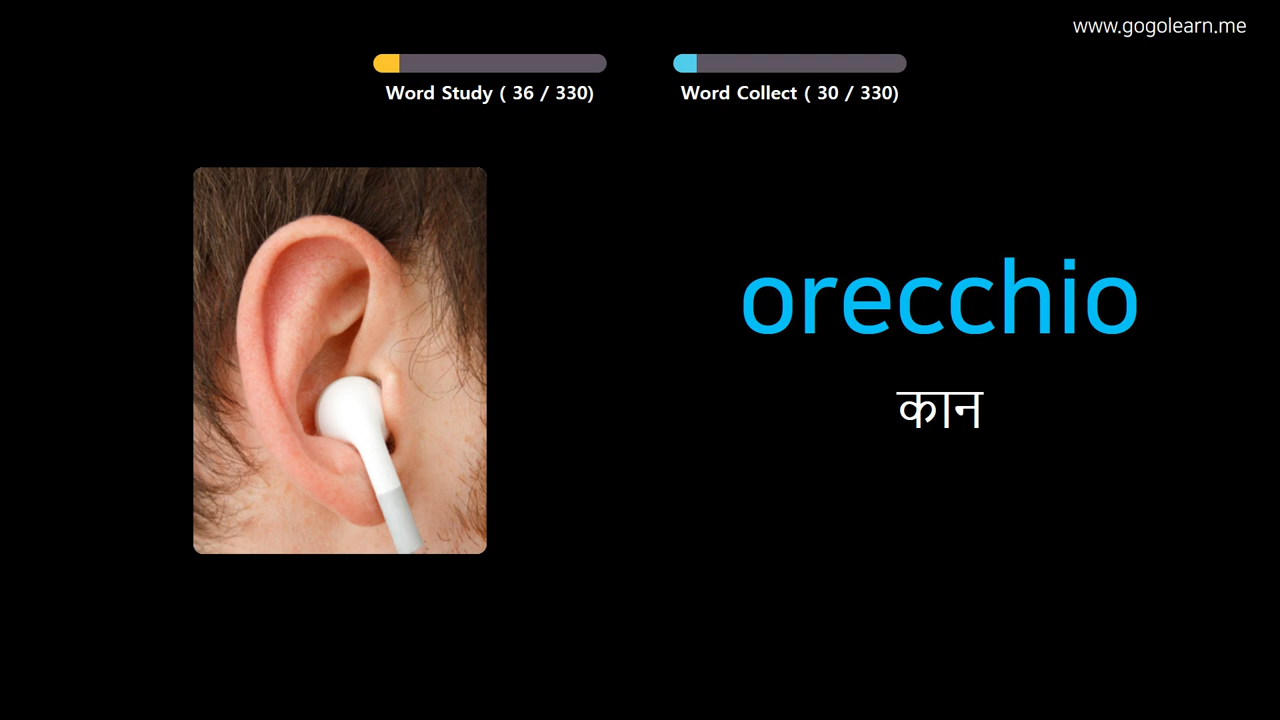 www.gogolearn.me
Word Study ( 36 / 330)
Word Collect ( 30 / 330)
orecchio
कान